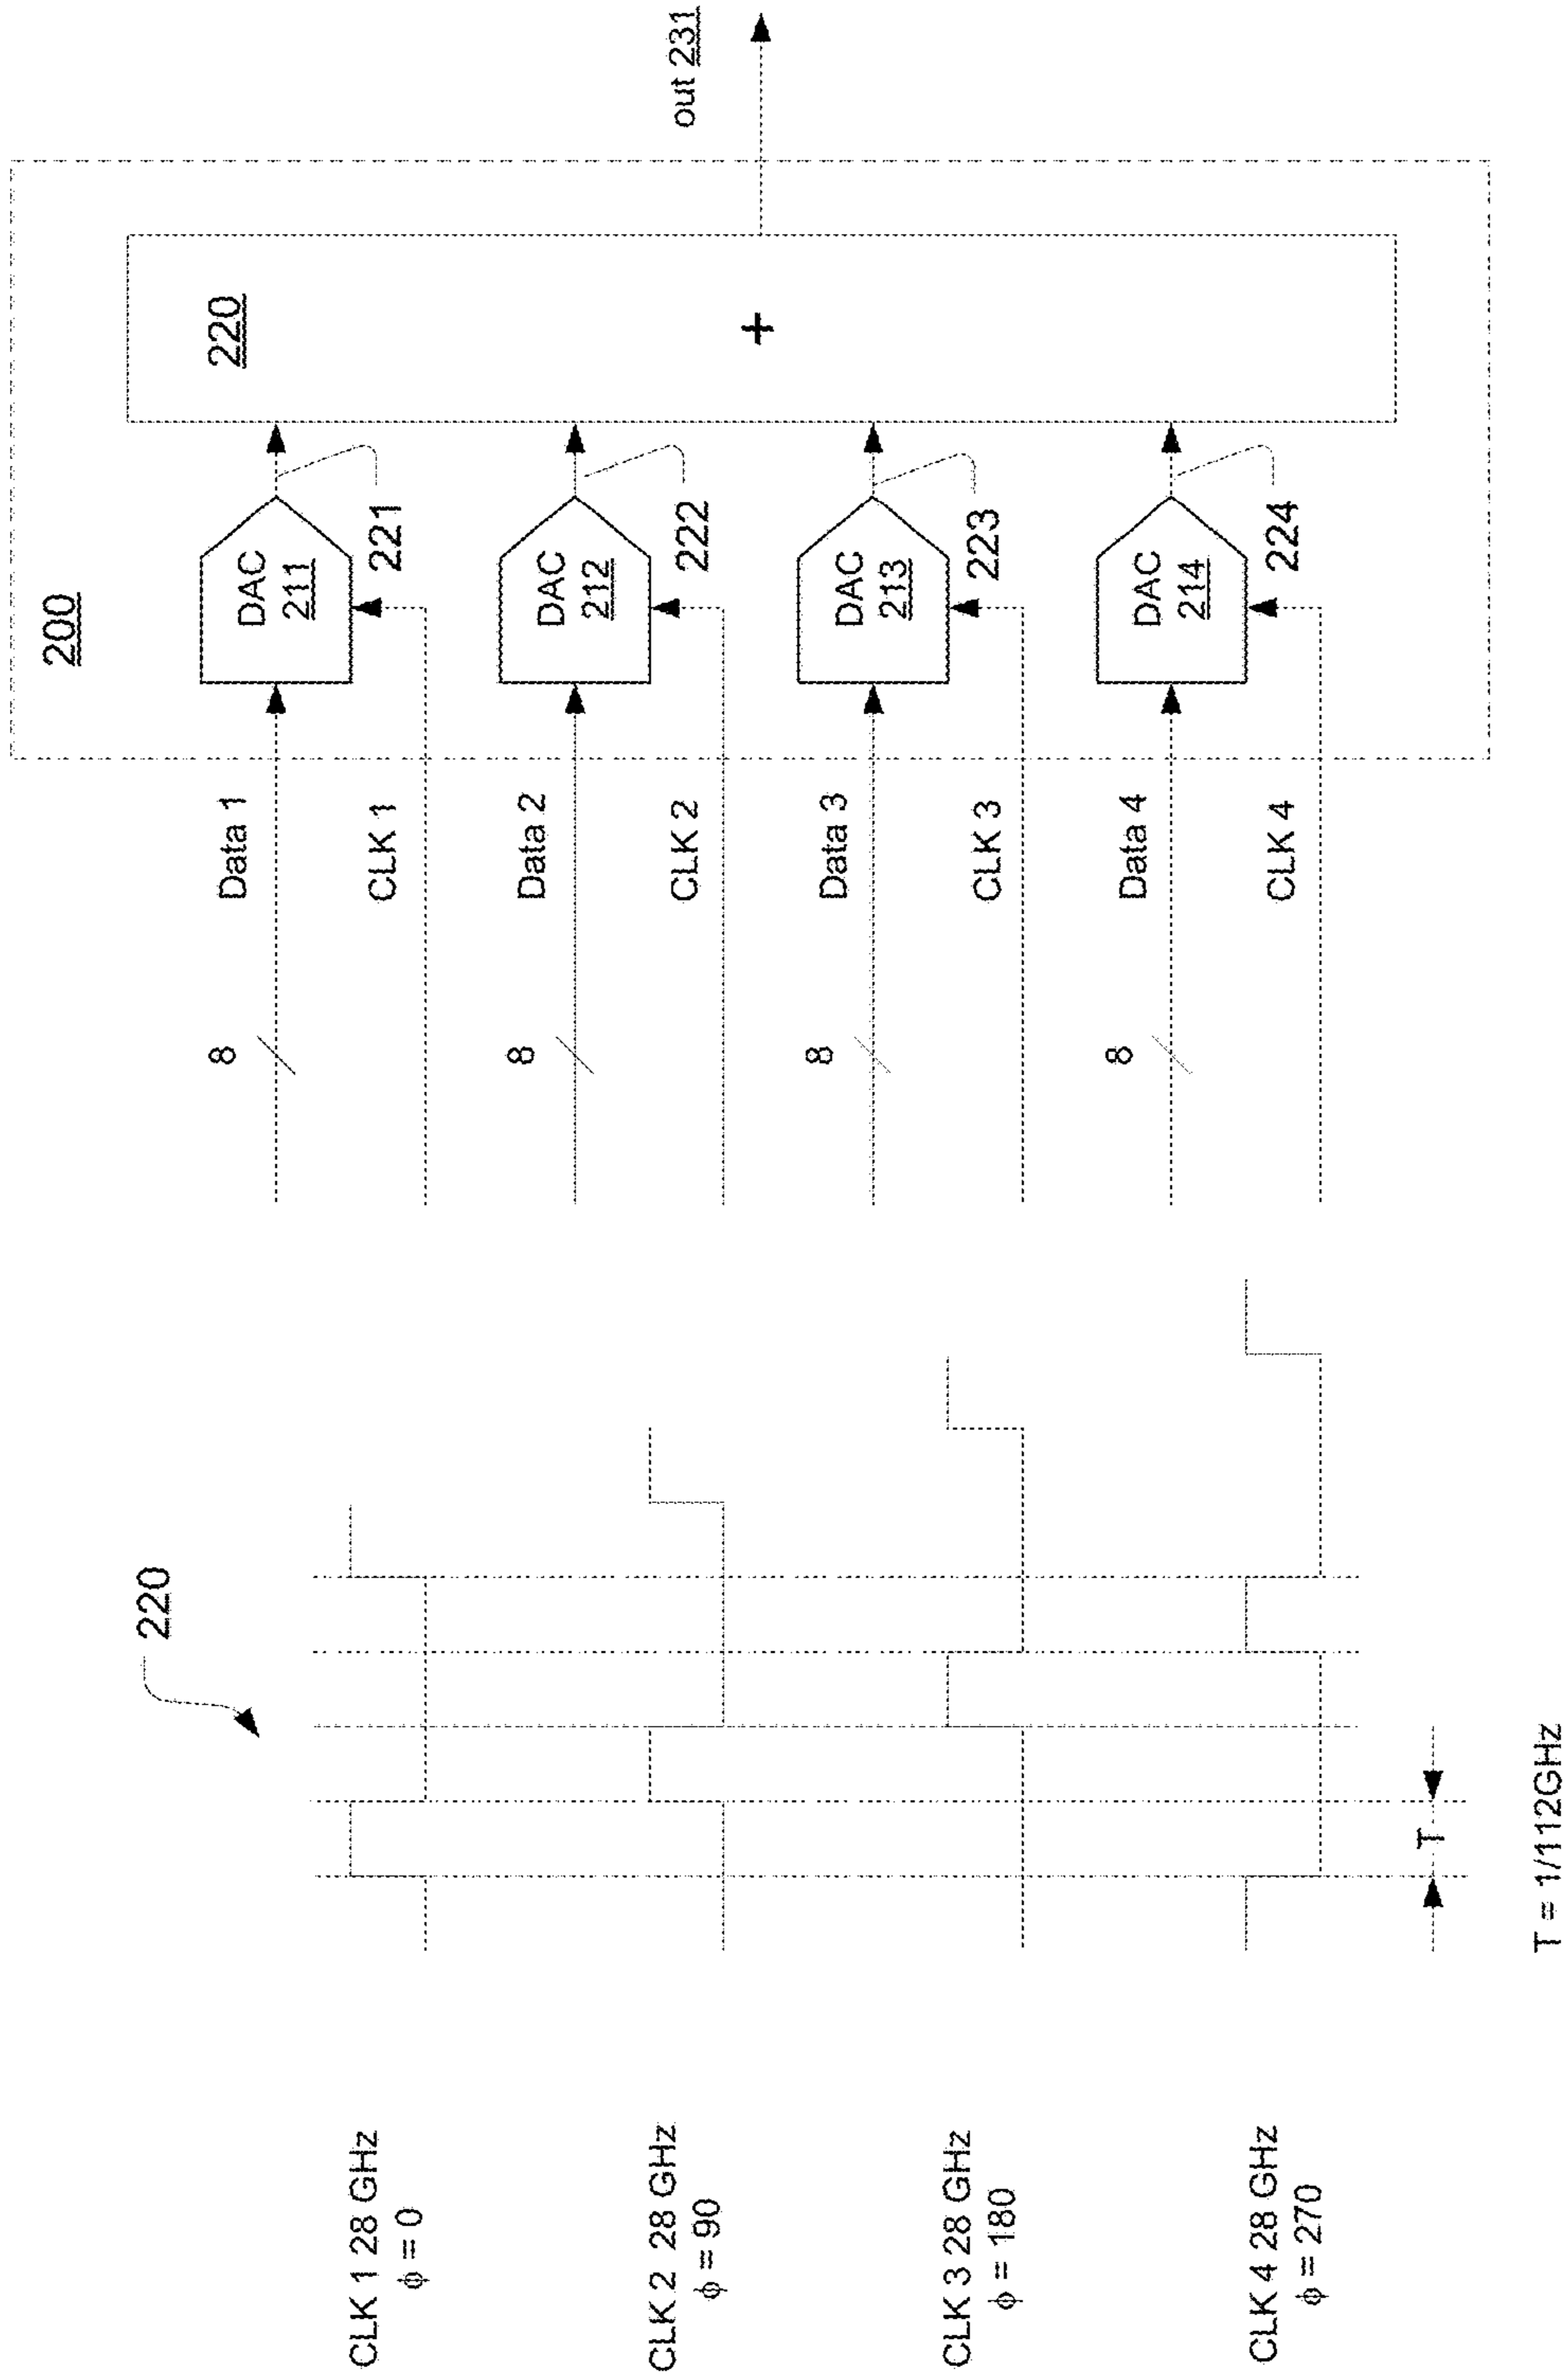 CLK 1 28 GHz
ϕ = 0
CLK 2 28 GHz
ϕ = 90
CLK 3 28 GHz
ϕ = 180
CLK 4 28 GHz
ϕ = 270
220
T
T = 1/112GHz
8
Data 1
CLK 1
8
Data 2
CLK 2
8
Data 3
CLK 3
8
Data 4
CLK 4
200
DAC
211
221
DAC
212
222
DAC
213
223
DAC
214
224
220
+
out 231